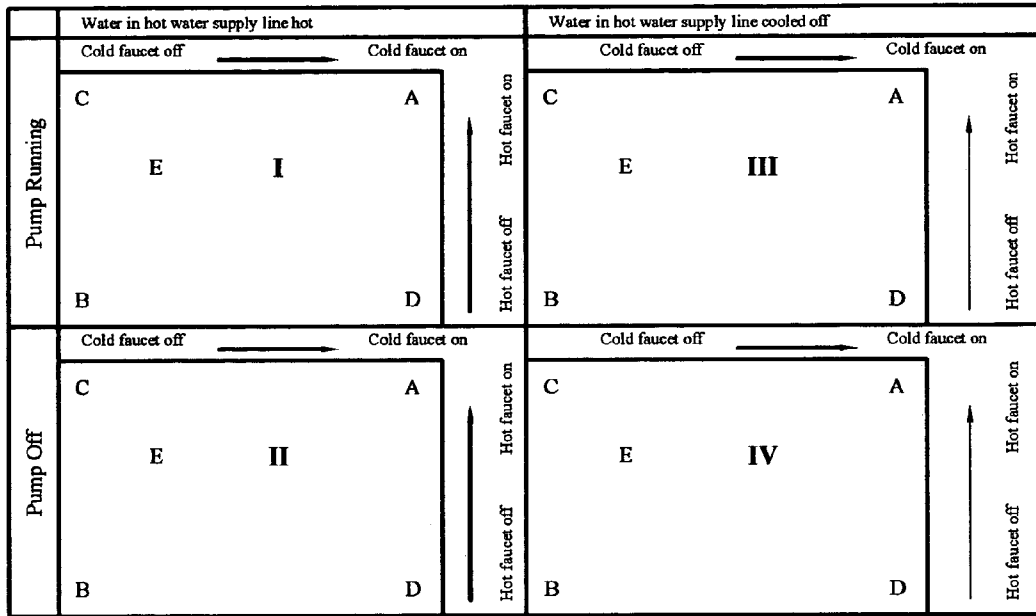 Water in hot water supply line hot
Water in hot water supply line cooled off
Cold faucet off
Cold faucet on
Cold faucet off
Cold faucet on
Pump Running
C
A
E
I
B
D
Hot faucet on
Hot faucet off
C
A
E
III
B
D
Hot faucet on
Hot faucet off
Cold faucet off
Cold faucet on
Cold faucet off
Cold faucet on
Pump Off
C
A
E
II
B
D
Hot faucet on
Hot faucet off
C
A
E
IV
B
D
Hot faucet on
Hot faucet off